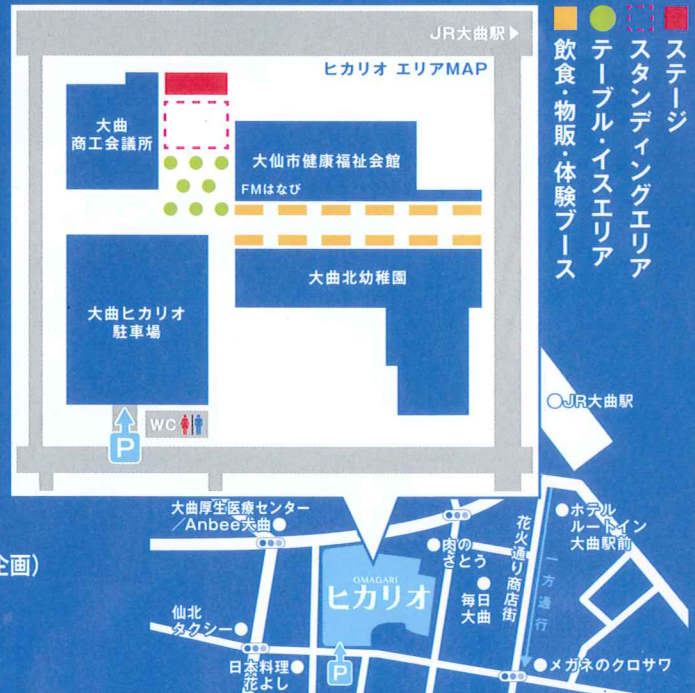 JR大曲駅▶
ヒカリオ エリアMAP
大曲
商工会議所
大仙市健康福祉会館
FMはなび
大曲北幼稚園
大曲ヒカリオ
駐車場
WC
P
ステージ
スタンディングエリア
テーブル・イスエリア
飲食・物販・体験ブース
JR大曲駅
大曲厚生医療センター
/Anbee大曲
ホテル
ルートイン
大曲駅前
花火通り商店街
一方通行
肉の
さとう
毎日
大曲
OMAGARI
ヒカリオ
企画)
仙北
タクシー
日本料理
花よし
P
メガネのクロサワ